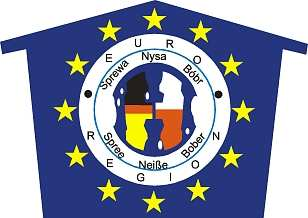 EURO
Sprewa Nysa Bóbr
Spree Neiße Bober
REGION